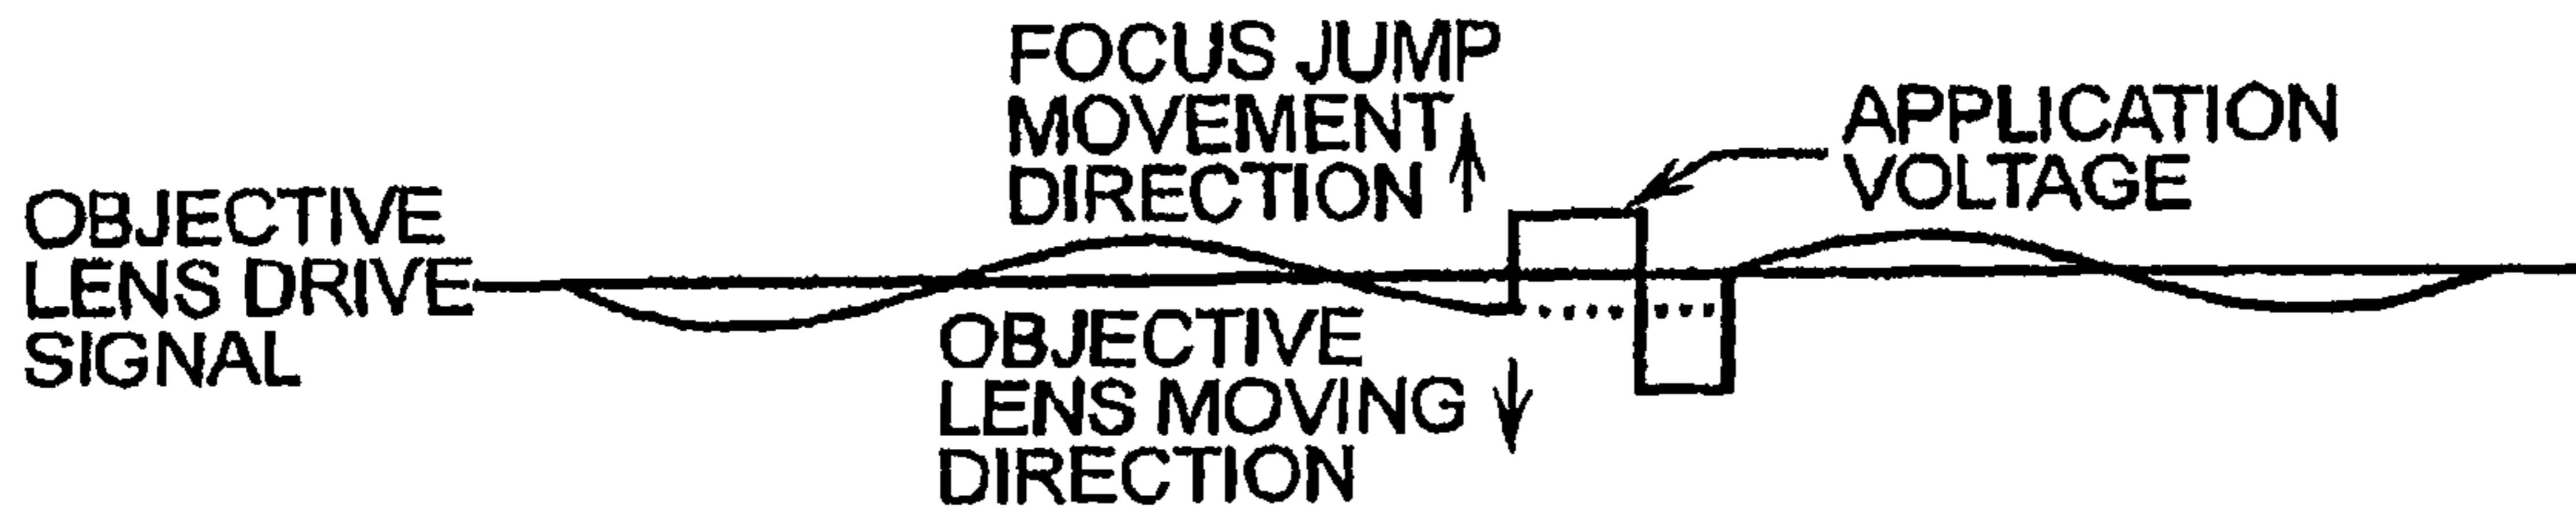 OBJECTIVE
LENS DRIVE
SIGNAL
FOCUS JUMP
MOVEMENT
DIRECTION
OBJECTIVE
LENS MOVING
DIRECTION
APPLICATION
VOLTAGE